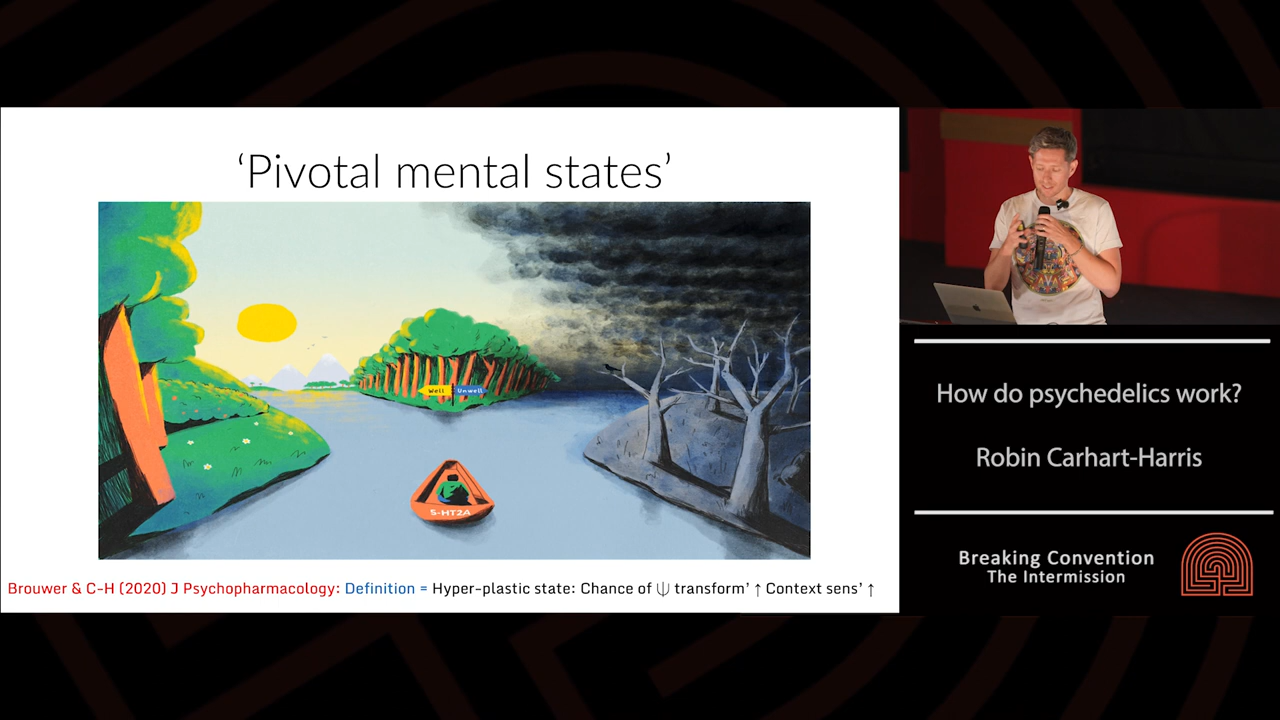 ‘Pivotal mental states’
Well Unwell
5-HT2A
Brouwer & C-H (2020) J Psychopharmacology: Definition = Hyper-plastic state: Chance of Ψ transform’ ↑ Context sens’ ↑
How do psychedelics work?
Robin Carhart-Harris
Breaking Convention
The Intermission